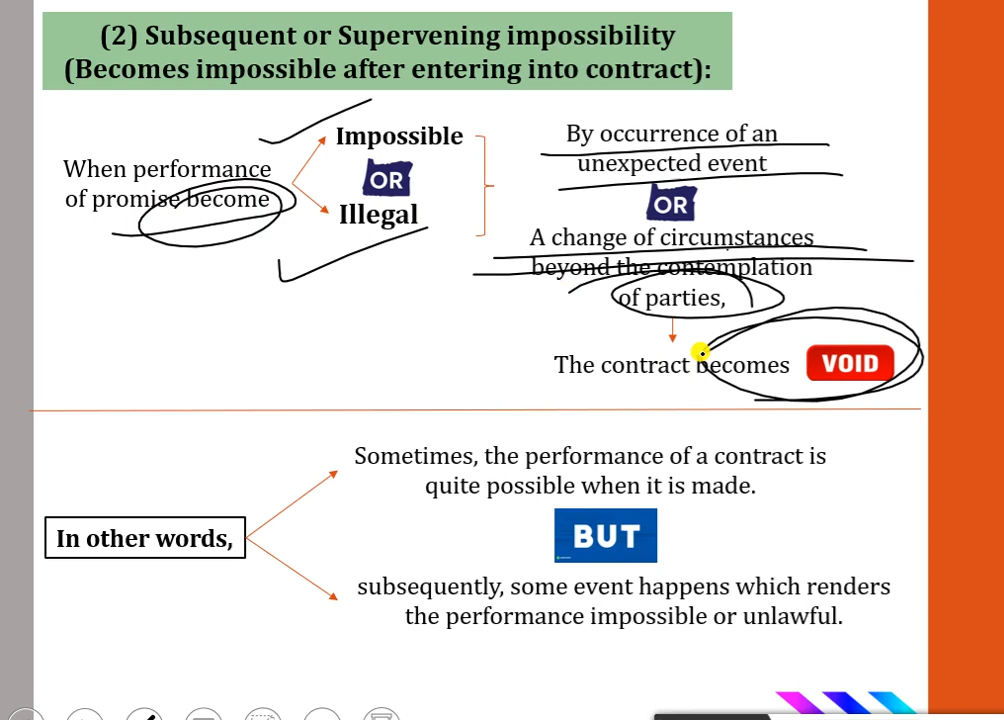 (2) Subsequent or Supervening impossibility
(Becomes impossible after entering into contract):
When performance
of promise become
Impossible
OR
Illegal
By occurrence of an
unexpected event
OR
A change of circumstances
beyond the contemplation
of parties,
The contract becomes VOID
In other words,
Sometimes, the performance of a contract is
quite possible when it is made.
BUT
subsequently, some event happens which renders
the performance impossible or unlawful.